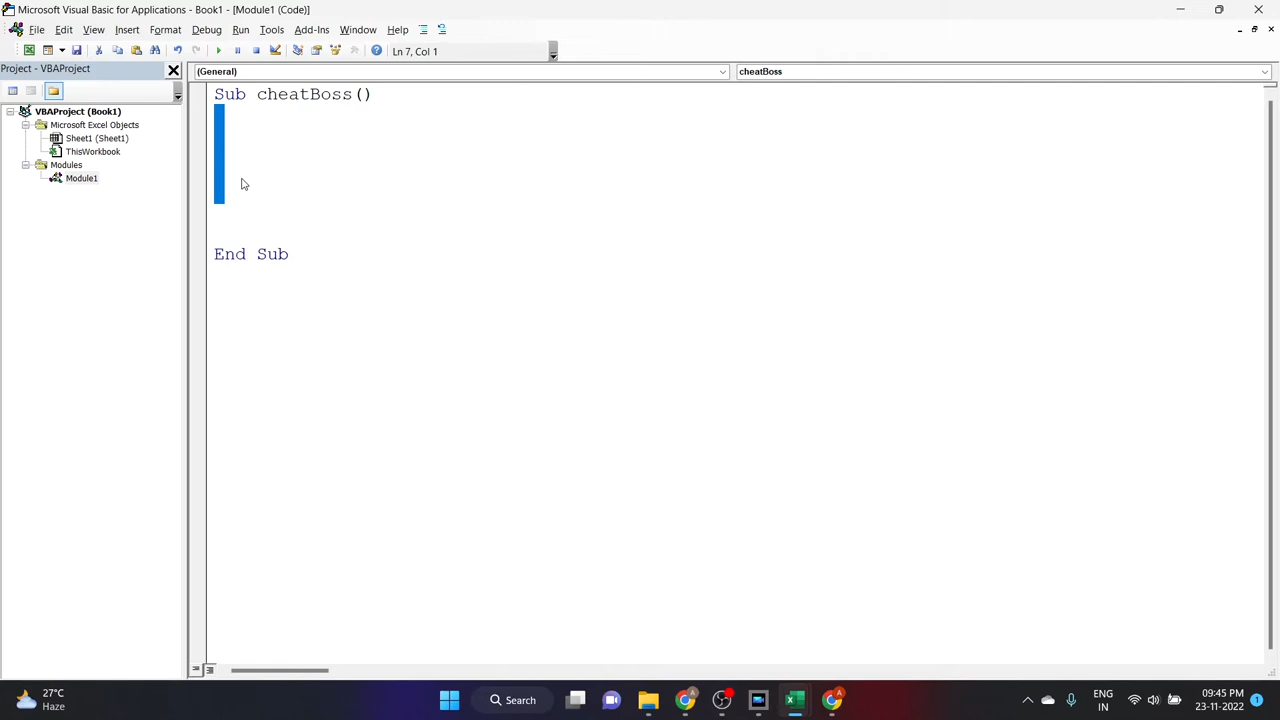 Microsoft Visual Basic for Applications - Book1 - [Module1 (Code)]
File Edit View Insert Format Debug Run Tools Add-Ins Window Help
Ln 7, Col 1
Project - VBAProject
(General)
cheatBoss
VBAProject (Book1)
Microsoft Excel Objects
Sheet1 (Sheet1)
ThisWorkbook
Modules
Module1
Sub cheatBoss()
End Sub
27°C
Haze
Search
ENG
IN
09:45 PM
23-11-2022
1